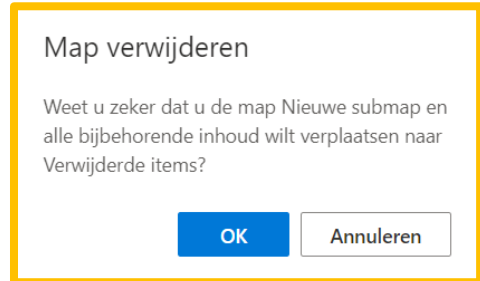 Map verwijderen
Weet u zeker dat u de map Nieuwe submap en
alle bijbehorende inhoud wilt verplaatsen naar
Verwijderde items?
OK Annuleren